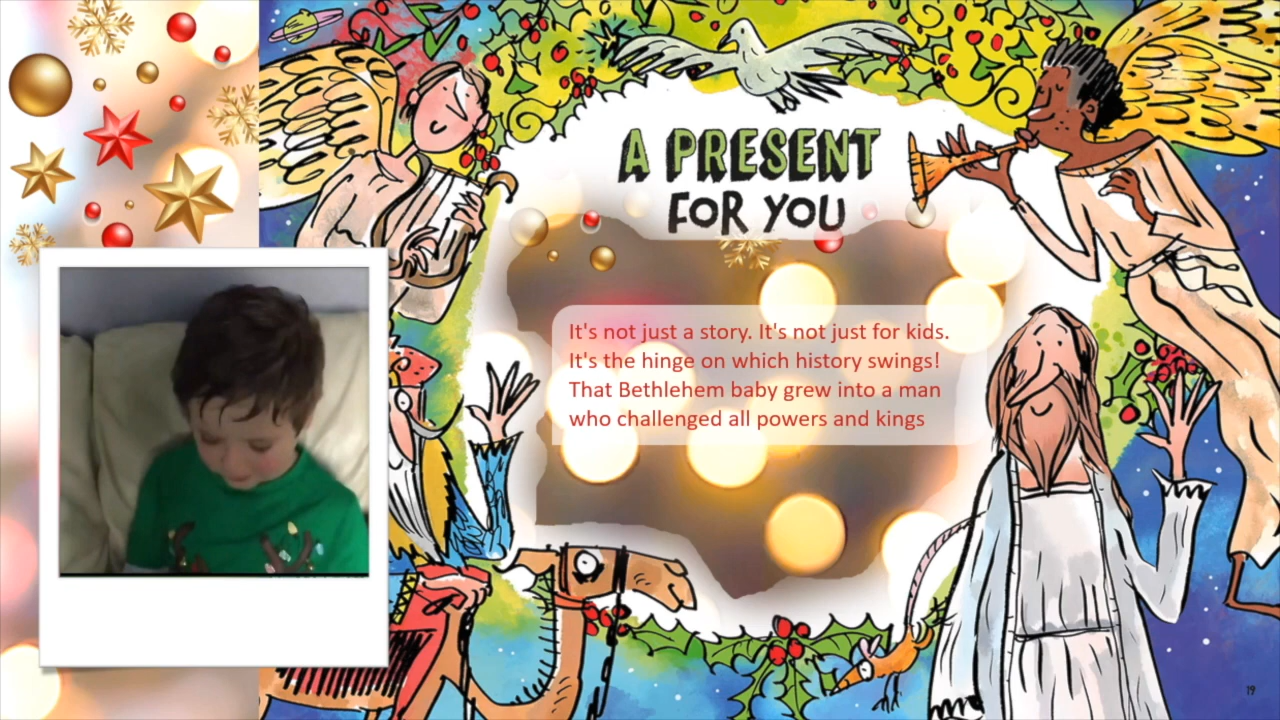 A PRESENT
FOR YOU
It's not just a story. It's not just for kids.
It's the hinge on which history swings!
That Bethlehem baby grew into a man
who challenged all powers and kings
19